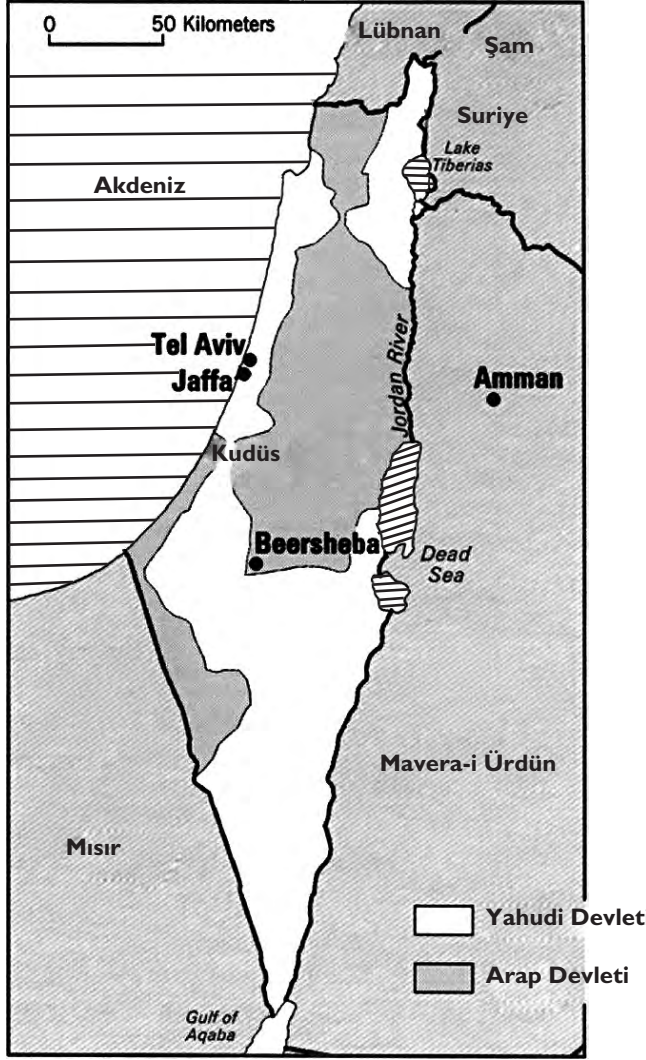 0 50 Kilometers
Lübnan
Şam
Suriye
Lake
Tiberias
Akdeniz
Tel Aviv
Jaffa
Jordan River
Amman
Kudüs
Beersheba
Dead
Sea
Mavera-i Ürdün
Mısır
Yahudi Devlet
Arap Devleti
Gulf of
Aqaba